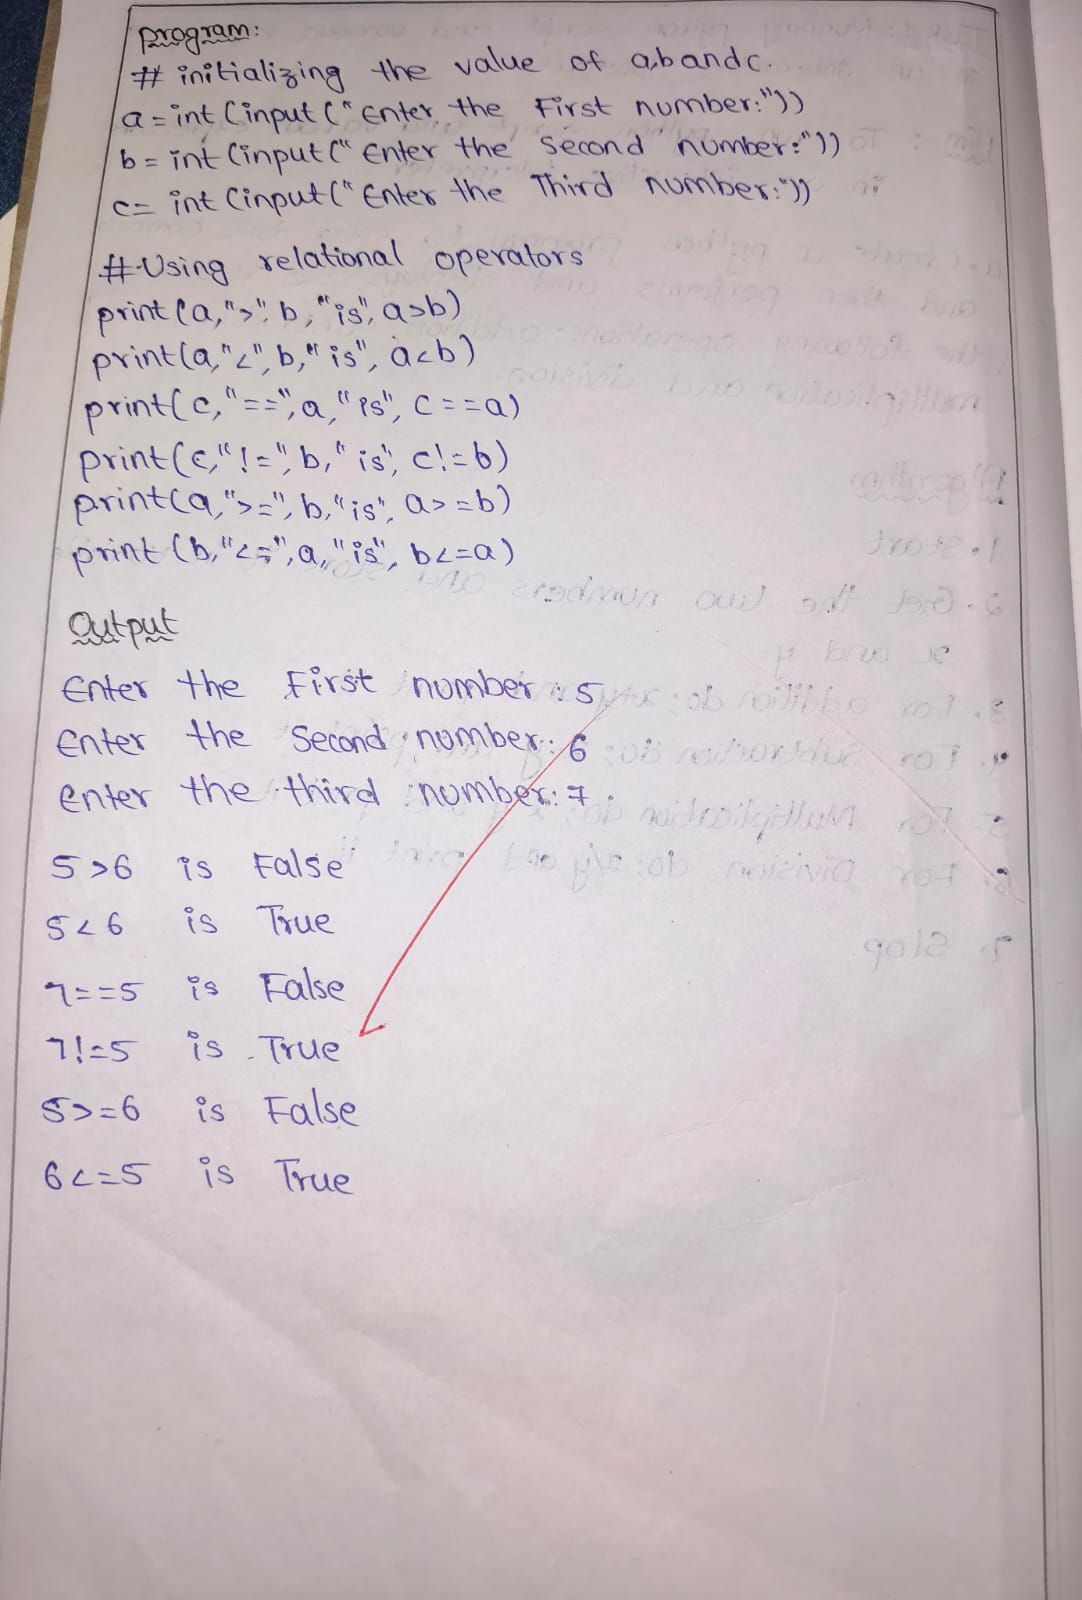 Program:
# initializing the value of a,b and c.
a = int (input ("Enter the First number:"))
b = int (input (" Enter the Second number:"))
c = int (input (" Enter the Third number:"))
# Using relational operators
print (a, ">", b, "is", a>b)
print (a, "<", b, "is", a<b)
print (c, "==", a, "is", c==a)
print (c, "!=", b, "is", c!=b)
print (a, ">=", b, "is", a>=b)
print (b, "<=", a, "is", b<=a)
Output
Enter the First number : 5
Enter the Second number: 6
Enter the third number: 7.
5 >6 is False
5 < 6 is True
7==5 is False
7!=5 is True
5>=6 is False
6<=5 is True